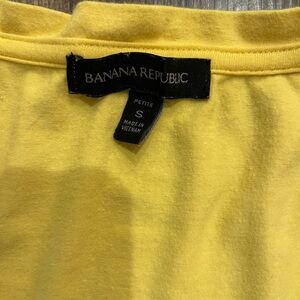 BANANA REPUBLIC
PETITE
S
MADE IN
VIETNAM